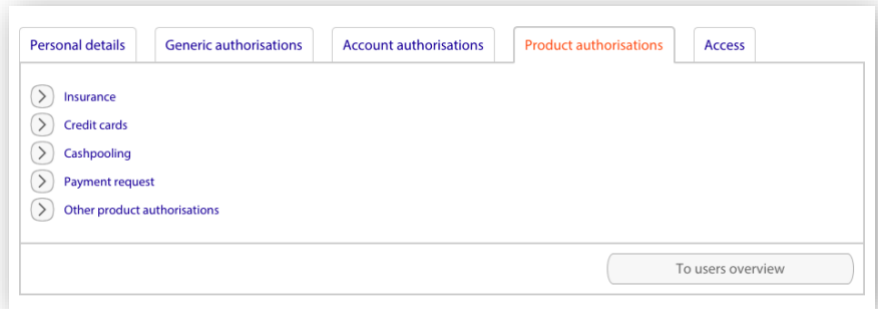 Personal details Generic authorisations Account authorisations Product authorisations Access
Insurance
Credit cards
Cashpooling
Payment request
Other product authorisations
To users overview